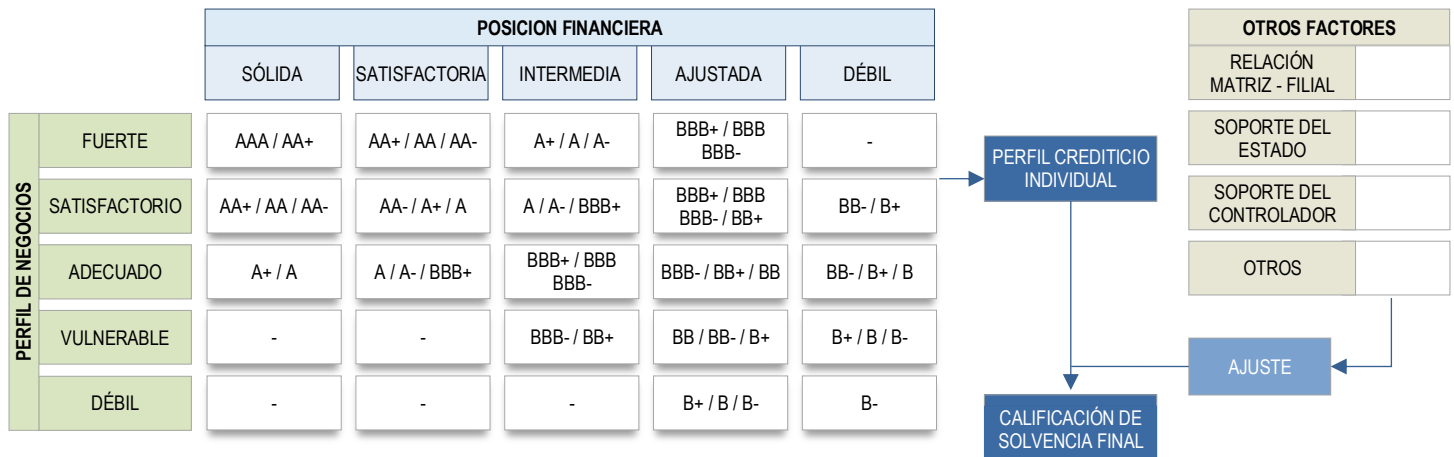 POSICION FINANCIERA
SÓLIDA
SATISFACTORIA
INTERMEDIA
AJUSTADA
DÉBIL
PERFIL DE NEGOCIOS
FUERTE
AAA / AA+
AA+ / AA / AA-
A+ / A / A-
BBB+ / BBB
BBB-
-
SATISFACTORIO
AA+ / AA / AA-
AA- / A+ / A
A / A- / BBB+
BBB+ / BBB
BBB- / BB+
BB- / B+
ADECUADO
A+ / A
A / A- / BBB+
BBB+ / BBB
BBB-
BBB- / BB+ / BB
BB- / B+ / B
VULNERABLE
-
-
BBB- / BB+
BB / BB- / B+
B+ / B / B-
DÉBIL
-
-
-
B+ / B / B-
B-
PERFIL CREDITICIO
INDIVIDUAL
CALIFICACIÓN DE
SOLVENCIA FINAL
OTROS FACTORES
RELACIÓN
MATRIZ - FILIAL
SOPORTE DEL
ESTADO
SOPORTE DEL
CONTROLADOR
OTROS
AJUSTE